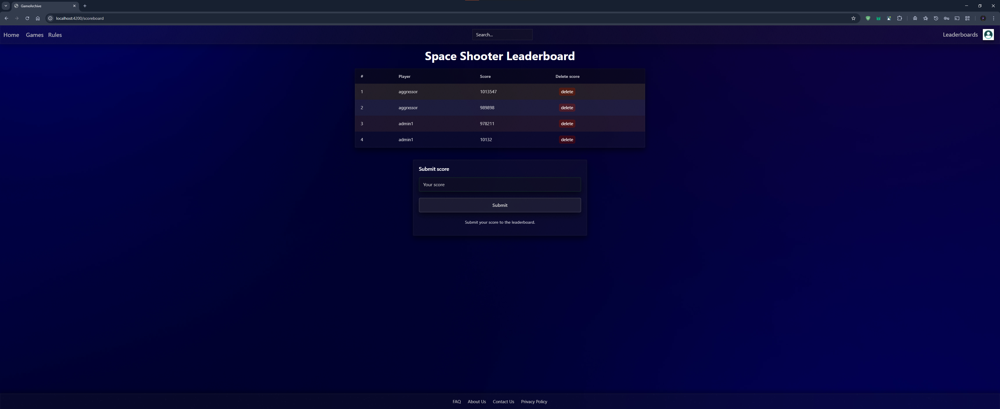 GameArchive
localhost:4200/scoreboard
Home Games Rules Search... Leaderboards
Space Shooter Leaderboard
# Player Score Delete score
1 aggrxssor 1013547 delete
2 aggrxssor 989898 delete
3 admin1 978211 delete
4 admin1 10132 delete
Submit score
Your score
Submit
Submit your score to the leaderboard.
FAQ About Us Contact Us Privacy Policy